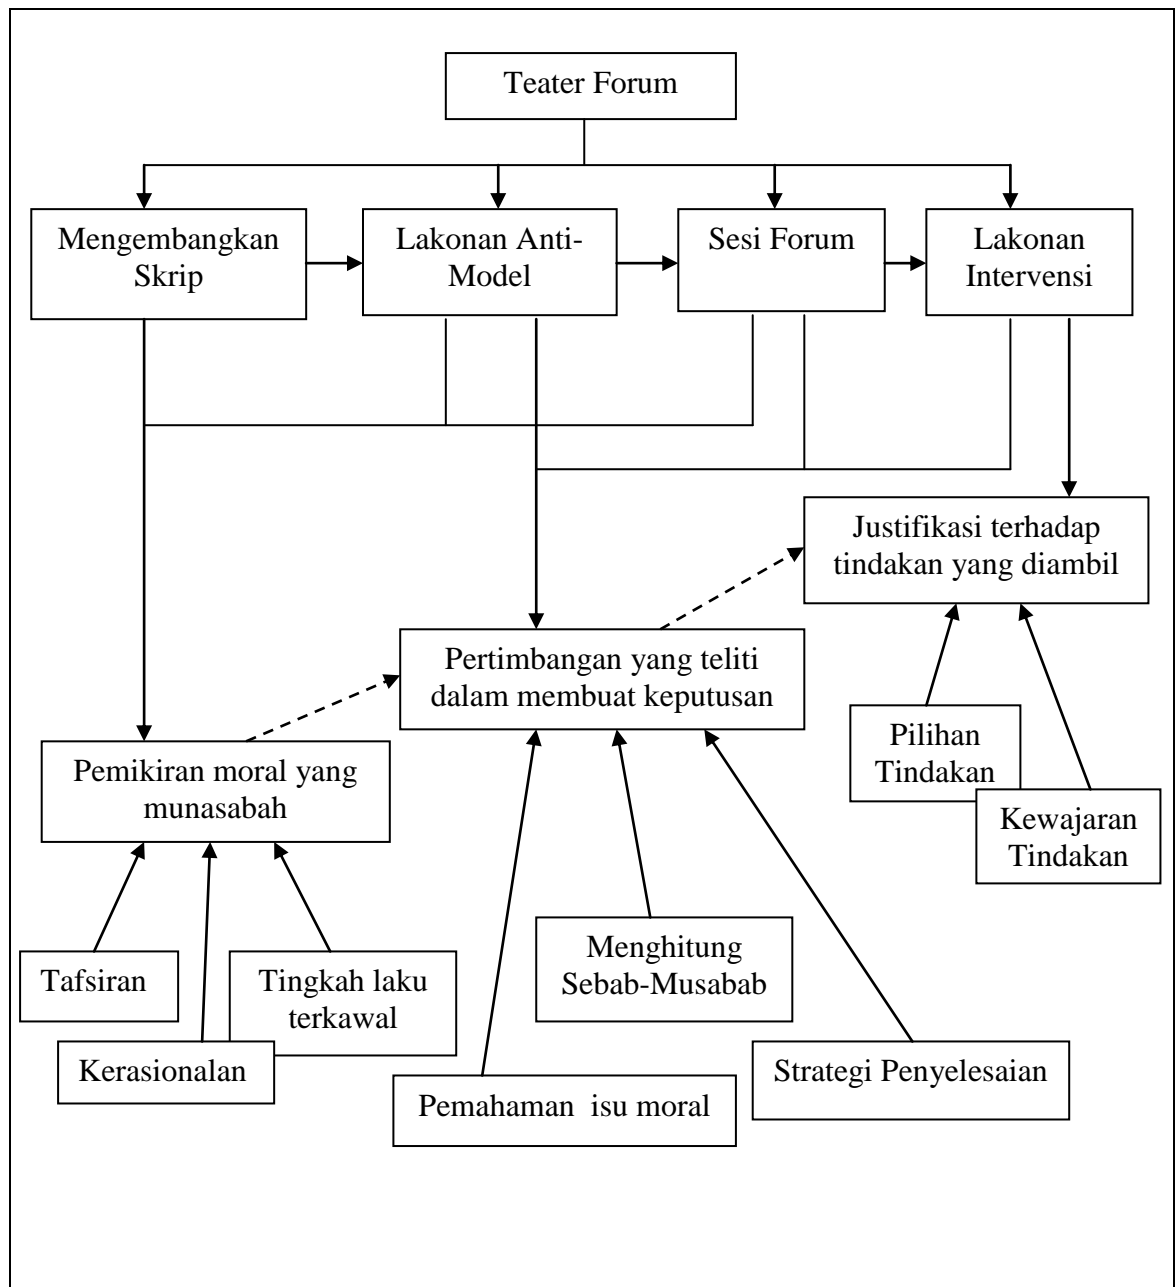 Teater Forum
Mengembangkan
Skrip
Lakonan Anti-
Model
Sesi Forum
Lakonan
Intervensi
Justifikasi terhadap
tindakan yang diambil
Pertimbangan yang teliti
dalam membuat keputusan
Pilihan
Tindakan
Kewajaran
Tindakan
Pemikiran moral yang
munasabah
Tafsiran
Kerasionalan
Tingkah laku
terkawal
Menghitung
Sebab-Musabab
Pemahaman  isu moral
Strategi Penyelesaian